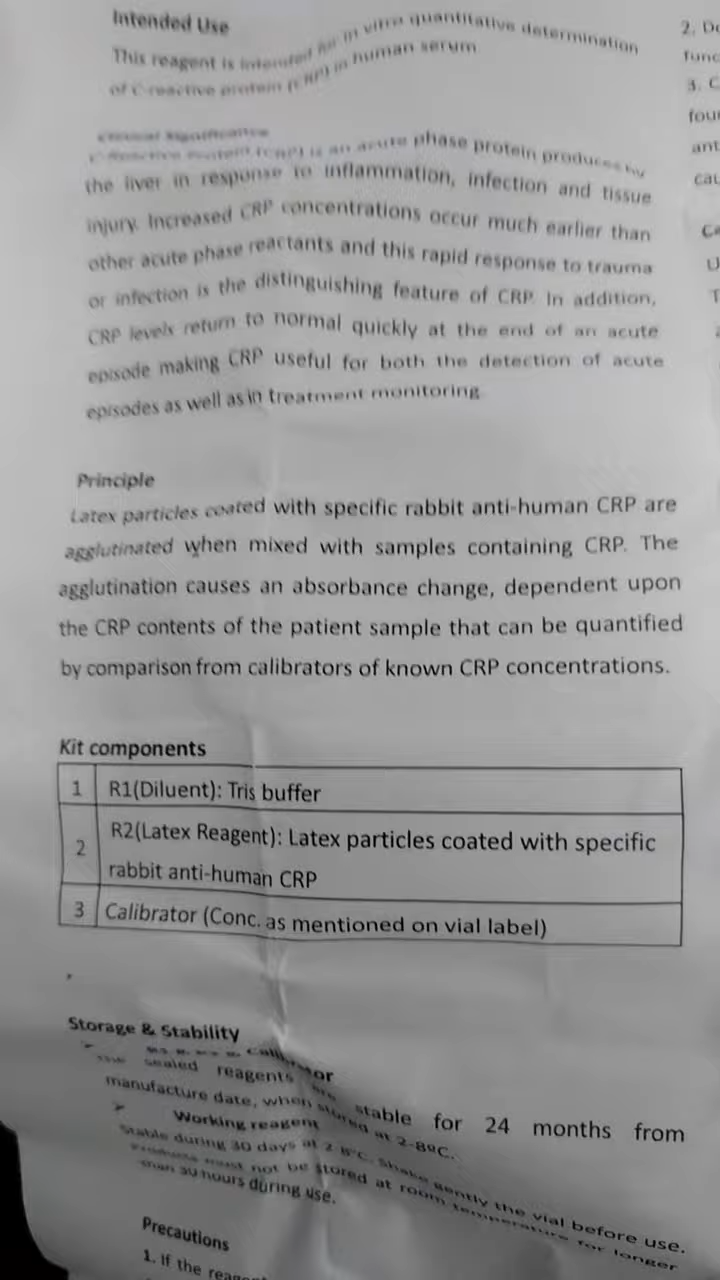 Intended Use
This reagent is intended for in vitro quantitative determination
of C-reactive protein (CRP) in human serum
Clinical Significance
C-Reactive protein (CRP) is an acute phase protein produces by
the liver in response to inflammation, infection and tissue
injury. Increased CRP concentrations occur much earlier than
other acute phase reactants and this rapid response to trauma
or infection is the distinguishing feature of CRP. In addition,
CRP levels return to normal quickly at the end of an acute
episode making CRP useful for both the detection of acute
episodes as well as in treatment monitoring
Principle
Latex particles coated with specific rabbit anti-human CRP are
agglutinated when mixed with samples containing CRP. The
agglutination causes an absorbance change, dependent upon
the CRP contents of the patient sample that can be quantified
by comparison from calibrators of known CRP concentrations.
Kit components
1 R1(Diluent): Tris buffer
2 R2(Latex Reagent): Latex particles coated with specific
rabbit anti-human CRP
3 Calibrator (Conc. as mentioned on vial label)
Storage & Stability
Calibrator
The sealed reagents are stable for 24 months from
manufacture date, when stored at 2-8ºC.
Working reagent
Stable during 30 days at 2 8°C. Shake gently the vial before use.
Products must not be stored at room temperature for longer
than 30 hours during use.
Precautions
1. If the
2.
3. C
four
ant